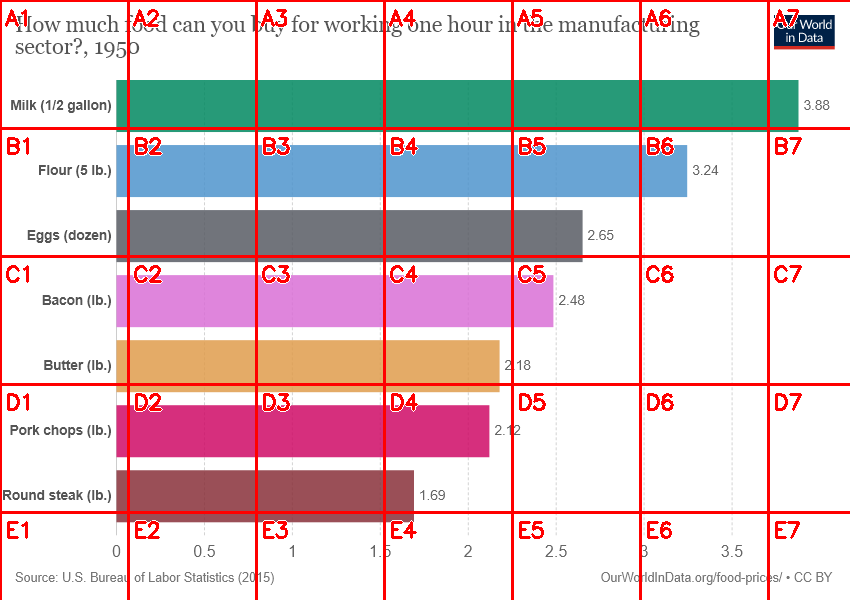 How much food can you buy for working one hour in the manufacturing
sector?, 1950
Our World
in Data
Milk (1/2 gallon)
3.88
Flour (5 lb.)
3.24
Eggs (dozen)
2.65
Bacon (lb.)
2.48
Butter (lb.)
2.18
Pork chops (lb.)
2.12
Round steak (lb.)
1.69
0 0.5 1 1.5 2 2.5 3 3.5
Source: U.S. Bureau of Labor Statistics (2015)
OurWorldInData.org/food-prices/ • CC BY
A1 A2 A3 A4 A5 A6 A7
B1 B2 B3 B4 B5 B6 B7
C1 C2 C3 C4 C5 C6 C7
D1 D2 D3 D4 D5 D6 D7
E1 E2 E3 E4 E5 E6 E7